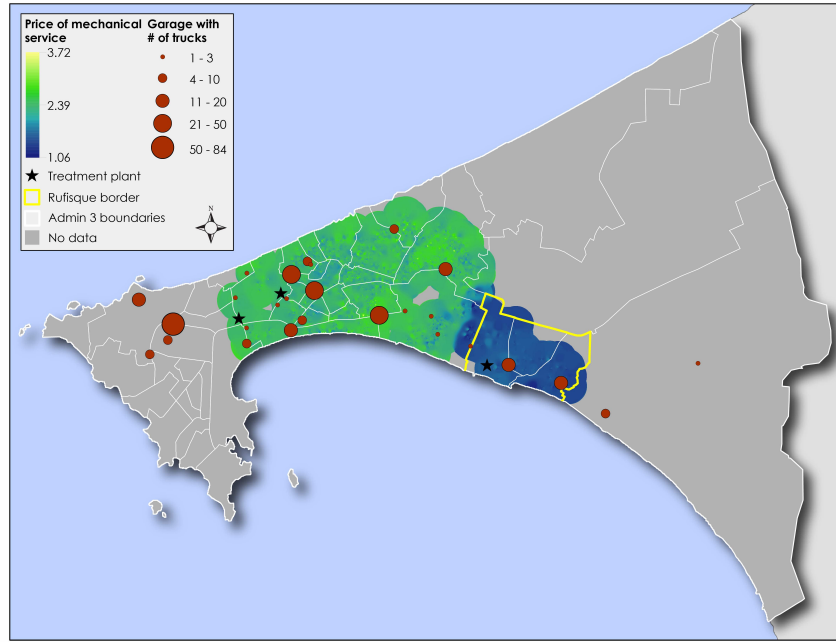 Price of mechanical
service
3.72
2.39
1.06
Garage with
# of trucks
1 - 3
4 - 10
11 - 20
21 - 50
50 - 84
Treatment plant
Rufisque border
Admin 3 boundaries
No data
N